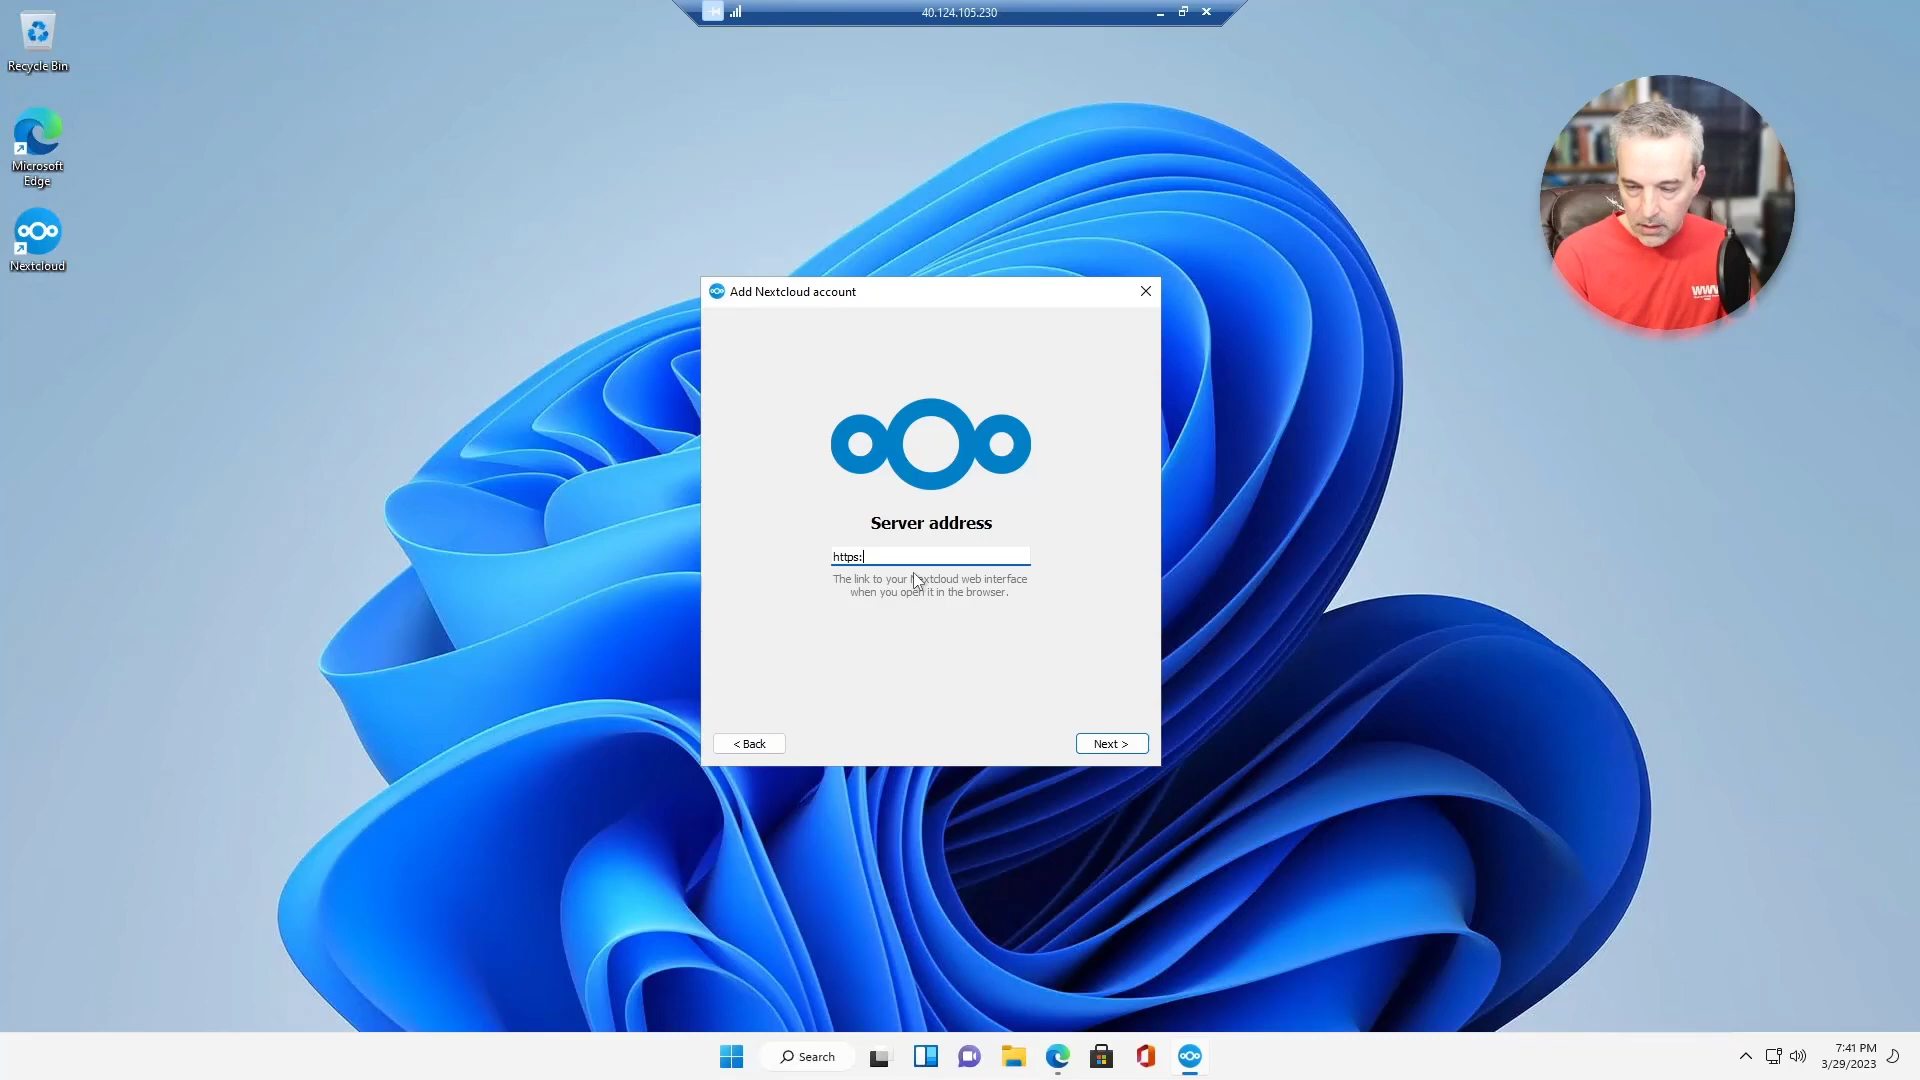 40.124.105.230
Recycle Bin
Microsoft
Edge
Nextcloud
Add Nextcloud account
Server address
https:
The link to your Nextcloud web interface
when you open it in the browser.
< Back
Next >
Search
7:41 PM
3/29/2023